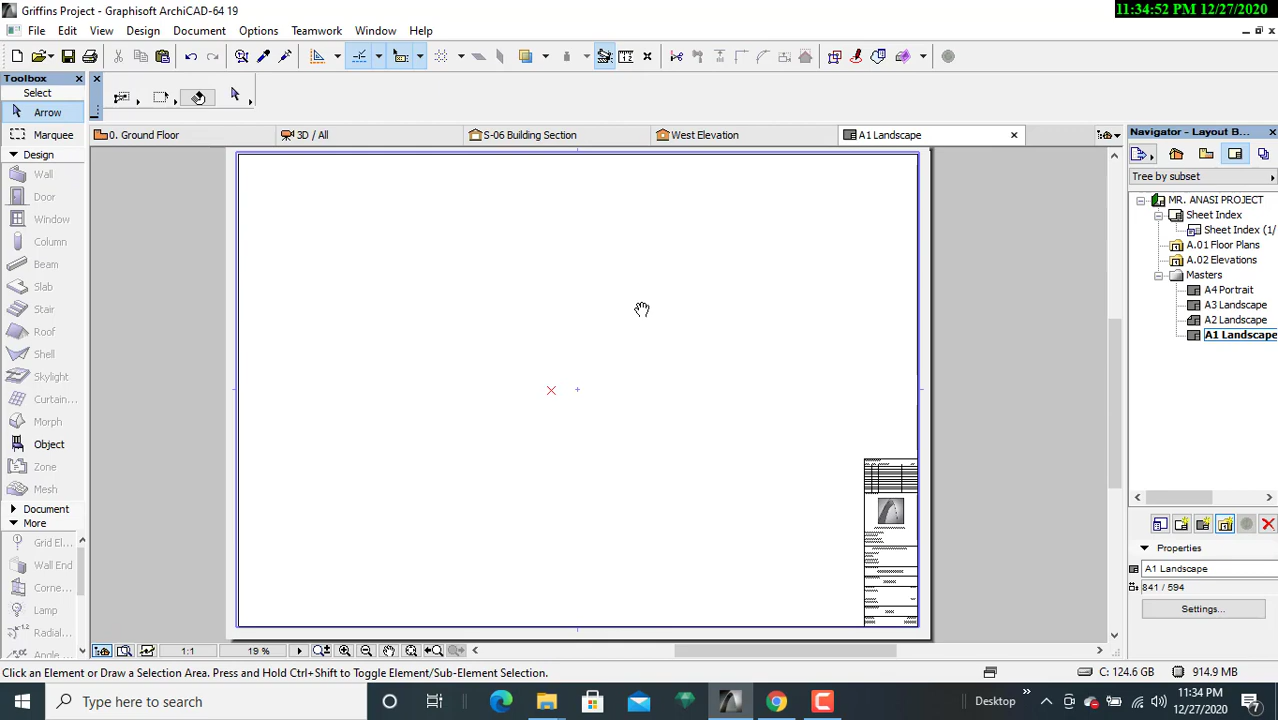 Griffins Project - Graphisoft ArchiCAD-64 19
11:34:52 PM 12/27/2020
File Edit View Design Document Options Teamwork Window Help
Toolbox
Select
Arrow
Marquee
Design
Wall
Door
Window
Column
Beam
Slab
Stair
Roof
Shell
Skylight
Curtain...
Morph
Object
Zone
Mesh
Document
More
Grid El...
Wall End
Corne...
Lamp
Radial...
Angle
0. Ground Floor
3D / All
S-06 Building Section
West Elevation
A1 Landscape
Navigator - Layout B...
Tree by subset
MR. ANASI PROJECT
Sheet Index
Sheet Index (1/
A.01 Floor Plans
A.02 Elevations
Masters
A4 Portrait
A3 Landscape
A2 Landscape
A1 Landscape
Properties
A1 Landscape
841 / 594
Settings...
1:1
19 %
Click an Element or Draw a Selection Area. Press and Hold Ctrl+Shift to Toggle Element/Sub-Element Selection.
C: 124.6 GB
914.9 MB
Type here to search
Desktop
11:34 PM
12/27/2020
7